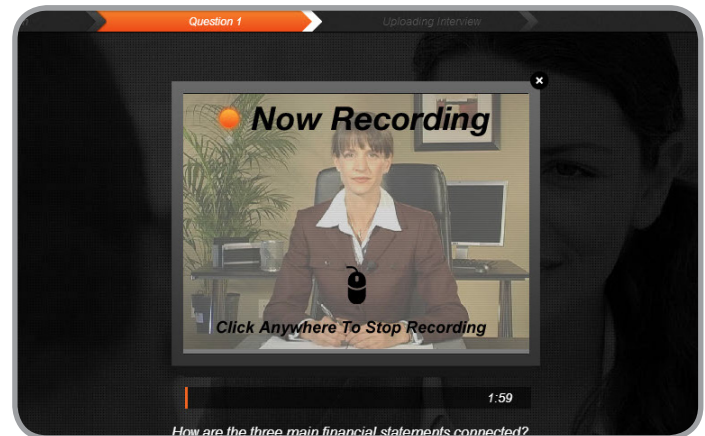 Question 1
Uploading Interview
Now Recording
Click Anywhere To Stop Recording
1:59
How are the three main financial statements connected?